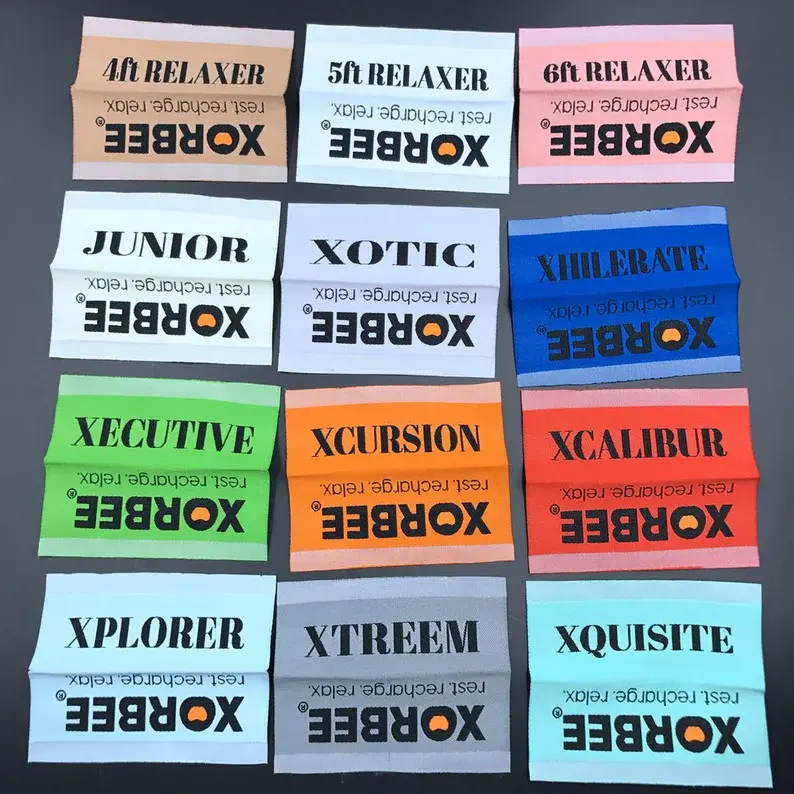 4ft RELAXER
XORBEE®
rest. recharge. relax.
5ft RELAXER
XORBEE®
rest. recharge. relax.
6ft RELAXER
XORBEE®
rest. recharge. relax.
JUNIOR
XORBEE®
rest. recharge. relax.
XOTIC
XORBEE®
rest. recharge. relax.
XHILERATE
XORBEE®
rest. recharge. relax.
XECUTIVE
XORBEE®
rest. recharge. relax.
XCURSION
XORBEE®
rest. recharge. relax.
XCALIBUR
XORBEE®
rest. recharge. relax.
XPLORER
XORBEE®
rest. recharge. relax.
XTREEM
XORBEE®
rest. recharge. relax.
XQUISITE
XORBEE®
rest. recharge. relax.